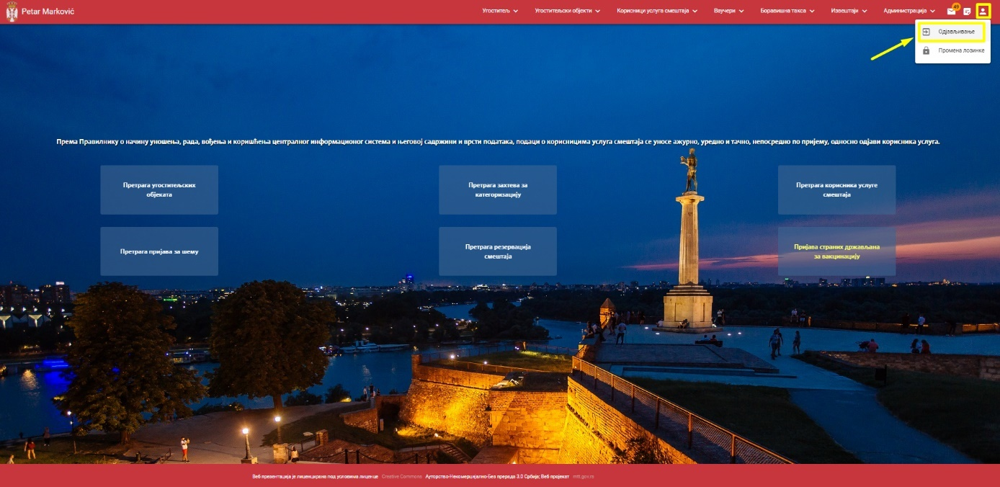 Petar Marković
Угоститељ
Угоститељски објекти
Корисници услуга смештаја
Ваучери
Боравишна такса
Извештаји
Администрација
49
Одјављивање
Промена лозинке
Према Правилнику о начину уношења, рада, вођења и коришћења централног информационог система и његовој садржини и врсти података, подаци о корисницима услуга смештаја се уносе ажурно, уредно и тачно, непосредно по пријему, односно одјави корисника услуга.
Претрага угоститељских
објеката
Претрага захтева за
категоризацију
Претрага корисника услуге
смештаја
Претрага пријава за шему
Претрага резервација
смештаја
Пријава страних држављана
за вакцинацију
Веб презентација је лиценцирана под условима лиценце Creative Commons Ауторство-Некомерцијално-Без прерада 3.0 Србија; Веб пројекат mtt.gov.rs